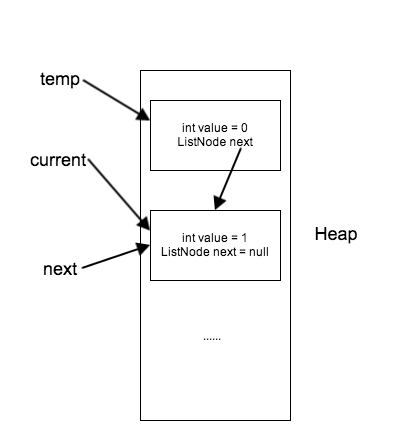 temp
int value = 0
ListNode next
current
int value = 1
ListNode next = null
next
Heap
......